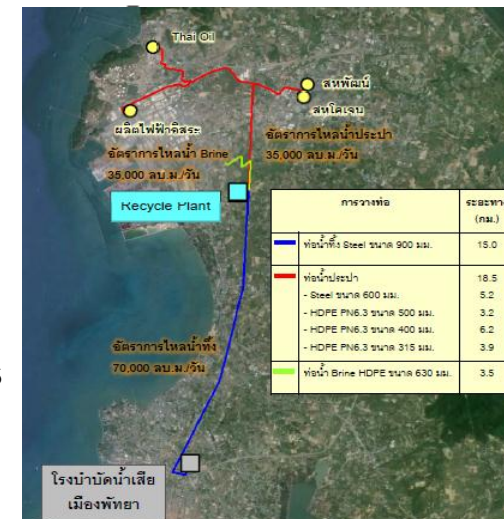 Thai Oil
สหพัฒน์
สหโคเจน
ผลิตไฟฟ้าอิสระ
อัตราการไหลน้ำประปา
35,000 ลบ.ม./วัน
อัตราการไหลน้ำ Brine
35,000 ลบ.ม./วัน
Recycle Plant
การวางท่อ ระยะทาง (กม.)
ท่อน้ำทิ้ง Steel ขนาด 900 มม. 15.0
ท่อน้ำประปา 18.5
- Steel ขนาด 600 มม. 5.2
- HDPE PN6.3 ขนาด 500 มม. 3.2
- HDPE PN6.3 ขนาด 400 มม. 6.2
- HDPE PN6.3 ขนาด 315 มม. 3.9
ท่อน้ำ Brine HDPE ขนาด 630 มม. 3.5
อัตราการไหลน้ำทิ้ง
70,000 ลบ.ม./วัน
โรงบำบัดน้ำเสีย
เมืองพัทยา